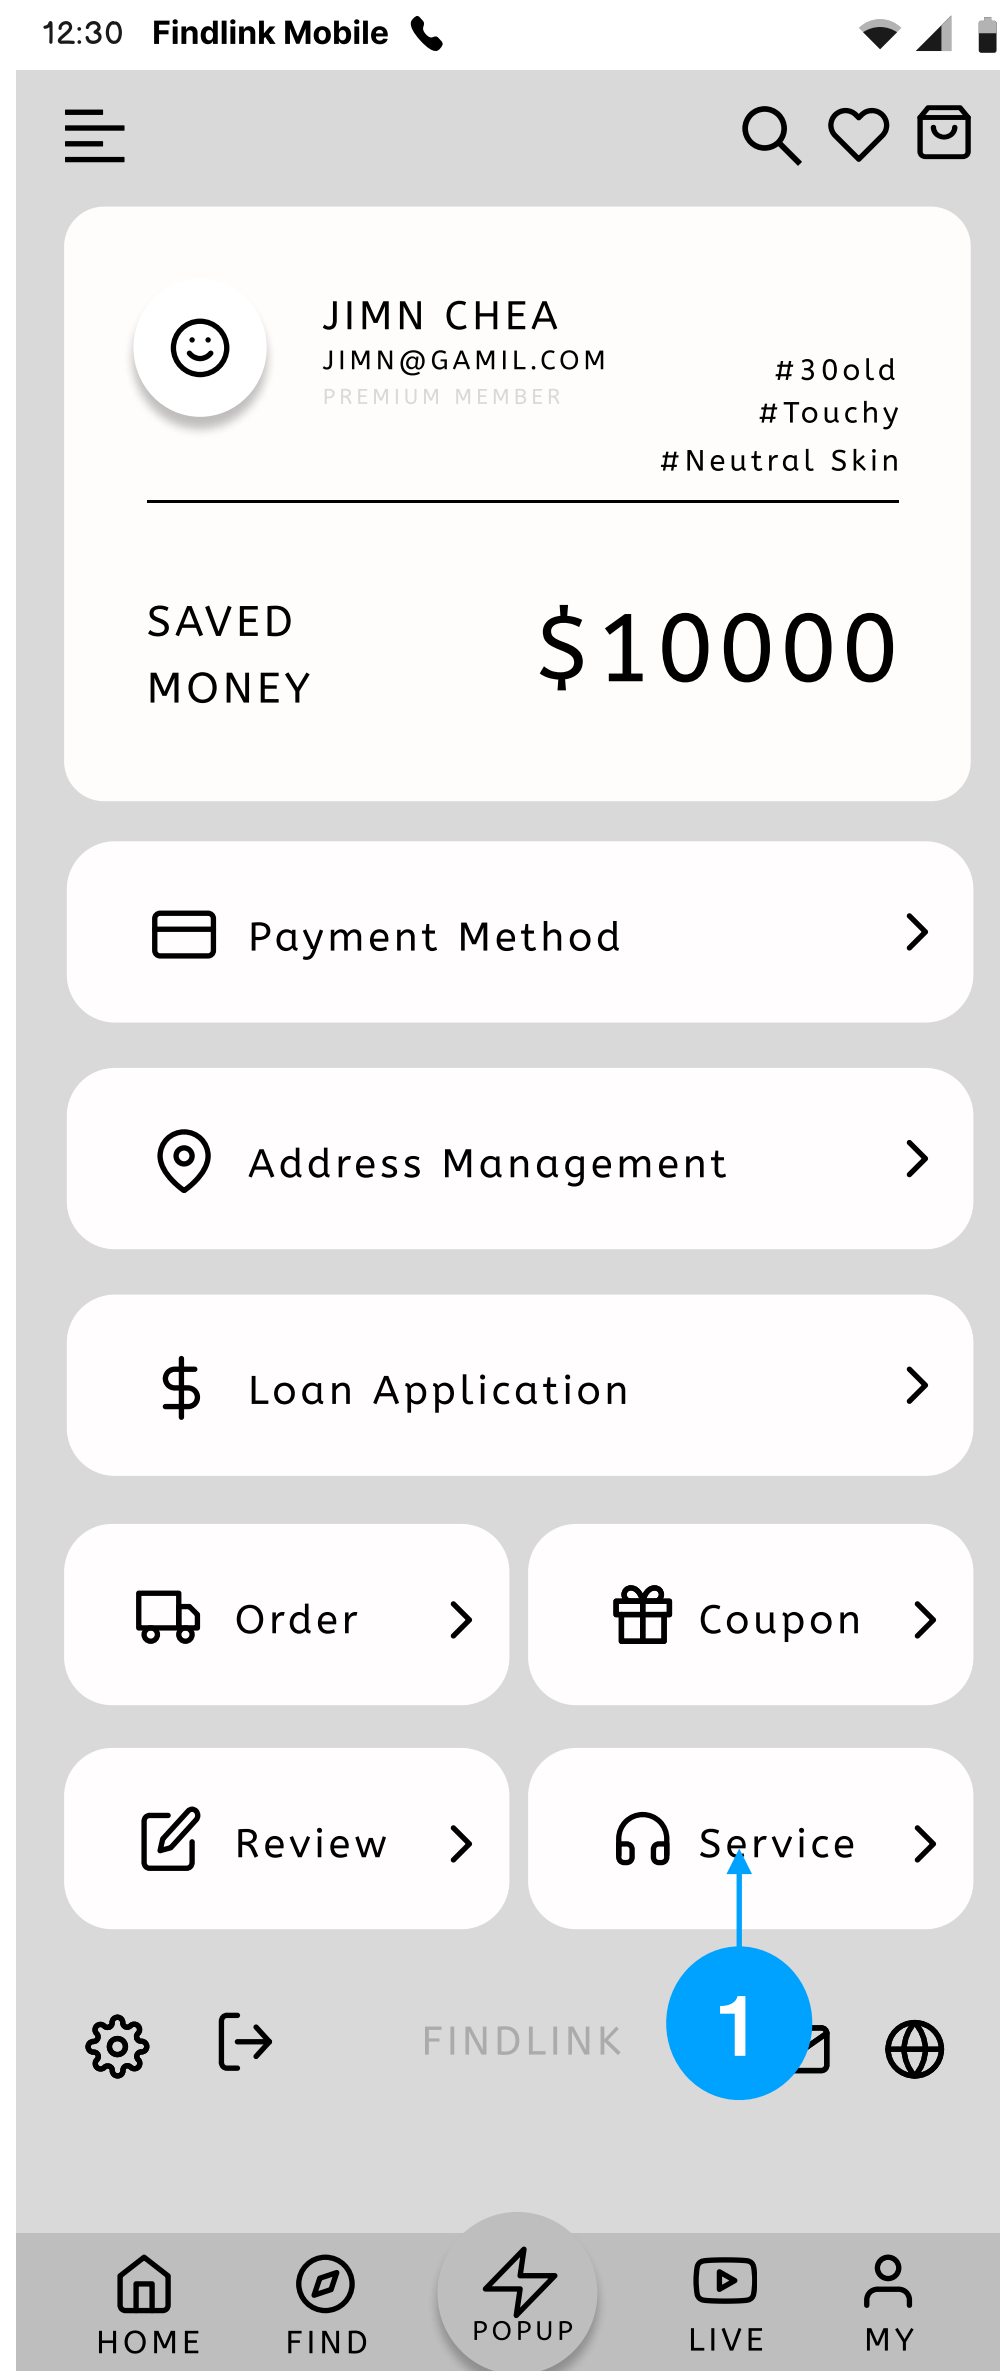 12:30 Findlink Mobile
JIMN CHEA
JIMN@GAMIL.COM
PREMIUM MEMBER
#30old
#Touchy
#Neutral Skin
SAVED
MONEY
$10000
Payment Method
Address Management
Loan Application
Order
Coupon
Review
Service
1
FINDLINK
HOME
FIND
POPUP
LIVE
MY